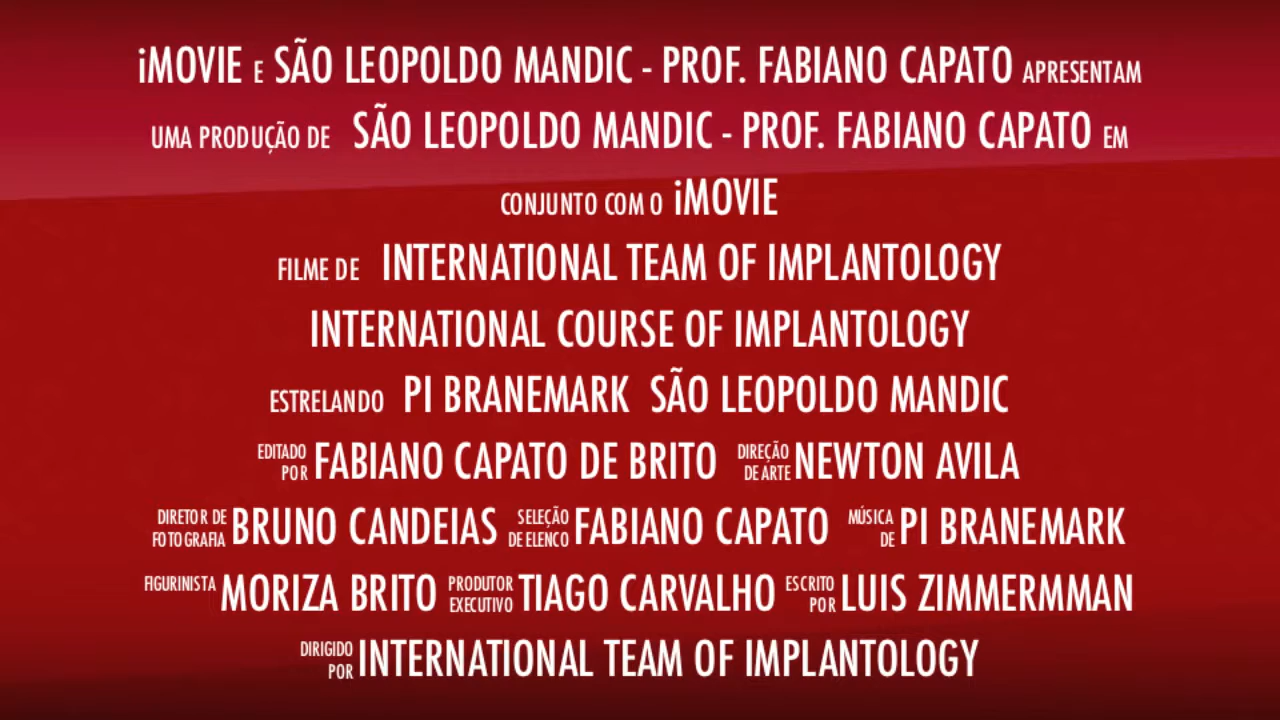 iMOVIE E SÃO LEOPOLDO MANDIC - PROF. FABIANO CAPATO APRESENTAM
UMA PRODUÇÃO DE SÃO LEOPOLDO MANDIC - PROF. FABIANO CAPATO EM
CONJUNTO COM O iMOVIE
FILME DE INTERNATIONAL TEAM OF IMPLANTOLOGY
INTERNATIONAL COURSE OF IMPLANTOLOGY
ESTRELANDO PI BRANEMARK SÃO LEOPOLDO MANDIC
EDITADO POR FABIANO CAPATO DE BRITO DIREÇÃO DE ARTE NEWTON AVILA
DIRETOR DE FOTOGRAFIA BRUNO CANDEIAS SELEÇÃO DE ELENCO FABIANO CAPATO MÚSICA DE PI BRANEMARK
FIGURINISTA MORIZA BRITO PRODUTOR EXECUTIVO TIAGO CARVALHO ESCRITO POR LUIS ZIMMERMMAN
DIRIGIDO POR INTERNATIONAL TEAM OF IMPLANTOLOGY